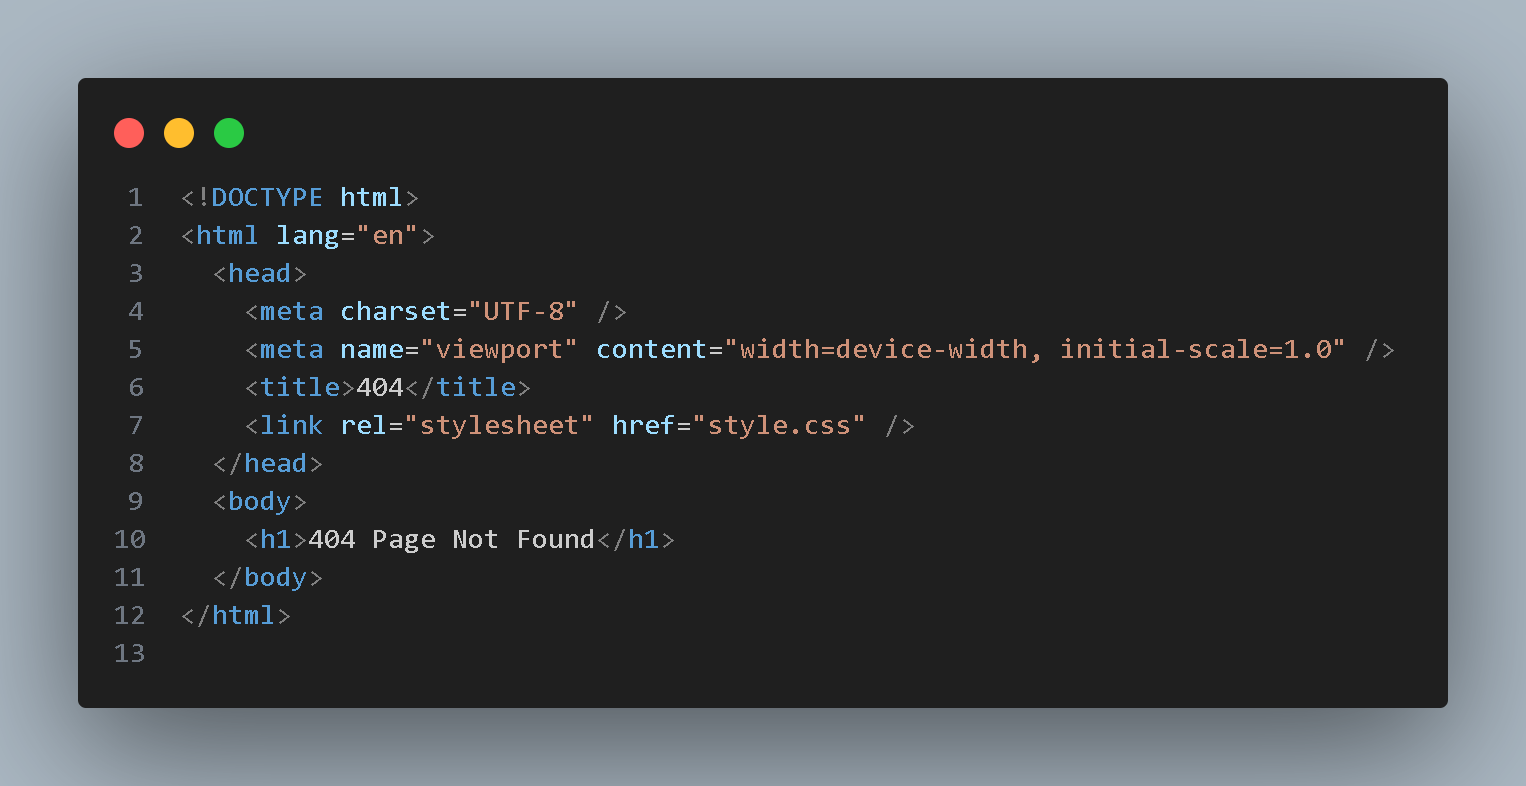 1 <!DOCTYPE html>
2 <html lang="en">
3   <head>
4     <meta charset="UTF-8" />
5     <meta name="viewport" content="width=device-width, initial-scale=1.0" />
6     <title>404</title>
7     <link rel="stylesheet" href="style.css" />
8   </head>
9   <body>
10     <h1>404 Page Not Found</h1>
11   </body>
12 </html>
13